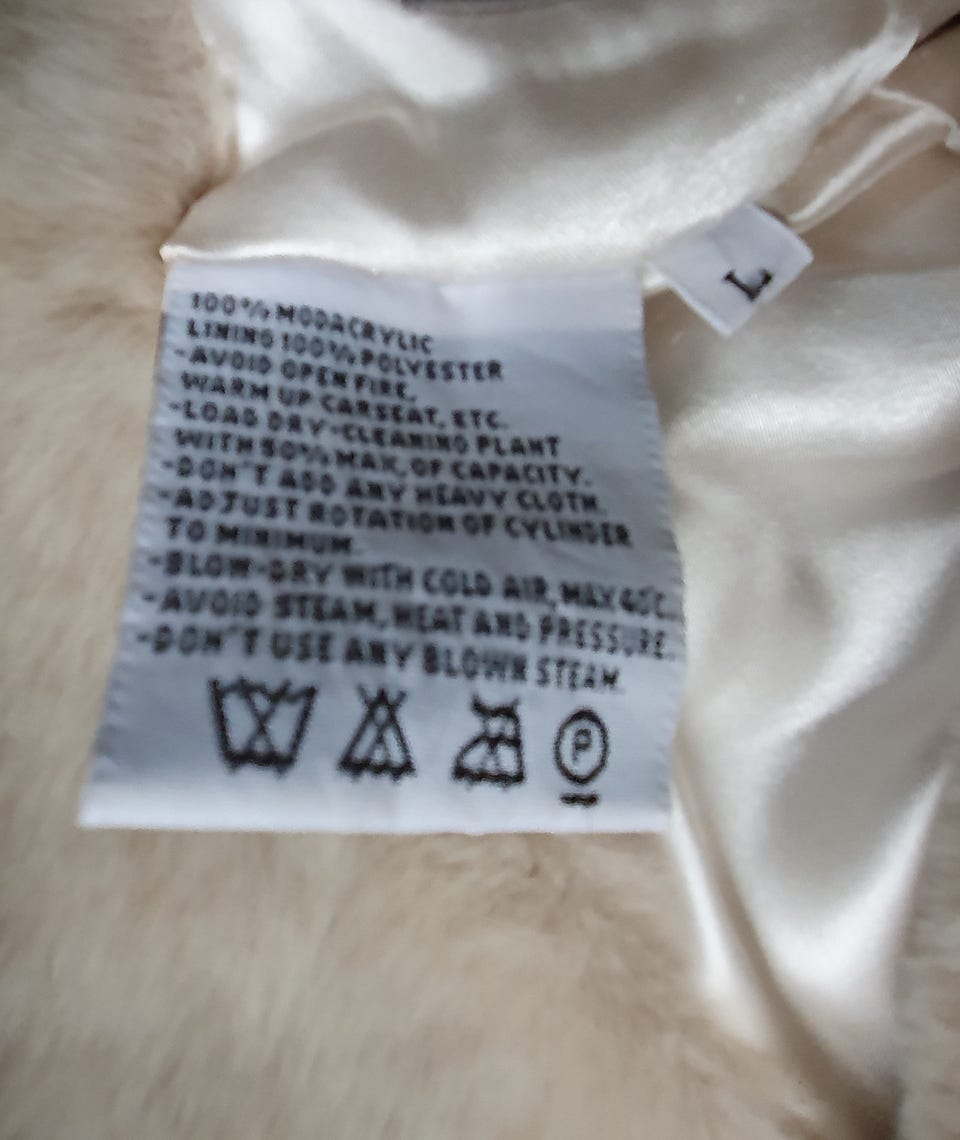 100% MODACRYLIC
LINING 100% POLYESTER
-AVOID OPEN FIRE,
WARM UP CARSEAT, ETC.
-LOAD DRY-CLEANING PLANT
WITH 50% MAX, OF CAPACITY.
-DON'T ADD ANY HEAVY CLOTH.
-ADJUST ROTATION OF CYLINDER
TO MINIMUM.
-BLOW-DRY WITH COLD AIR, MAX 40°C.
-AVOID STEAM, HEAT AND PRESSURE.
-DON'T USE ANY BLOWN STEAM.
P
L